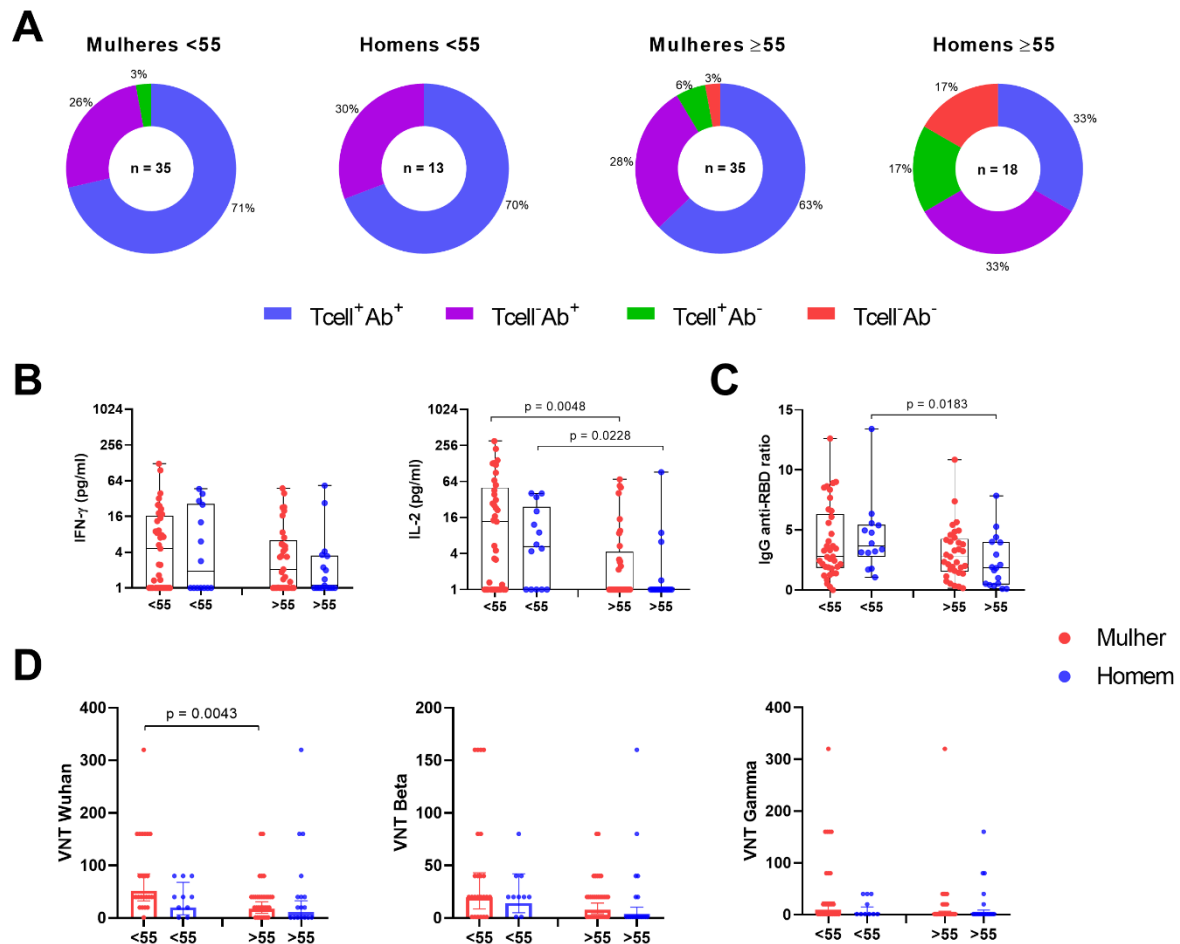 A
Mulheres <55
Homens <55
Mulheres ≥55
Homens ≥55
3%
26%
n = 35
71%
30%
n = 13
70%
6%
3%
28%
n = 35
63%
17%
33%
17%
n = 18
33%
Tcell⁺Ab⁺
Tcell⁻Ab⁺
Tcell⁺Ab⁻
Tcell⁻Ab⁻
B
IFN-γ (pg/ml)
1024
256
64
16
4
1
<55
<55
>55
>55
IL-2 (pg/ml)
1024
256
64
16
4
1
p = 0.0048
p = 0.0228
<55
<55
>55
>55
C
IgG anti-RBD ratio
15
10
5
0
p = 0.0183
<55
<55
>55
>55
Mulher
Homem
D
VNT Wuhan
400
300
200
100
0
p = 0.0043
<55
<55
>55
>55
VNT Beta
200
150
100
50
0
<55
<55
>55
>55
VNT Gamma
400
300
200
100
0
<55
<55
>55
>55